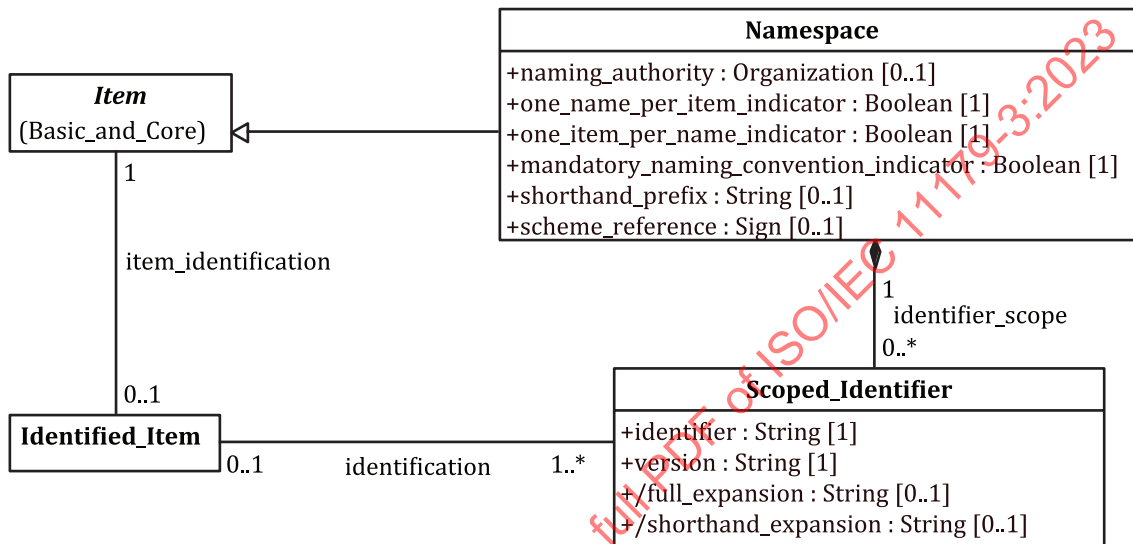 Namespace
+naming_authority : Organization [0..1]
+one_name_per_item_indicator : Boolean [1]
+one_item_per_name_indicator : Boolean [1]
+mandatory_naming_convention_indicator : Boolean [1]
+shorthand_prefix : String [0..1]
+scheme_reference : Sign [0..1]
Item
(Basic_and_Core)
1
item_identification
0..1
1
identifier_scope
0..*
Identified_Item
0..1
identification
1..*
Scoped_Identifier
+identifier : String [1]
+version : String [1]
+/full_expansion : String [0..1]
+/shorthand_expansion : String [0..1]
full PDF of ISO/IEC 11179-3:2023